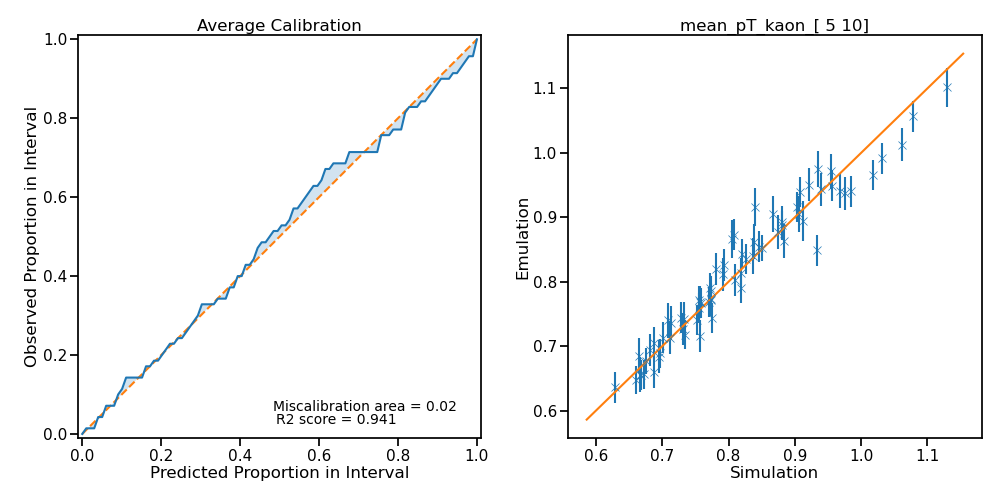 Average Calibration
1.0
0.8
0.6
0.4
0.2
0.0
Observed Proportion in Interval
Miscalibration area = 0.02
R2 score = 0.941
0.0 0.2 0.4 0.6 0.8 1.0
Predicted Proportion in Interval
mean_pT_kaon_[ 5 10]
1.1
1.0
0.9
0.8
0.7
0.6
Emulation
0.6 0.7 0.8 0.9 1.0 1.1
Simulation